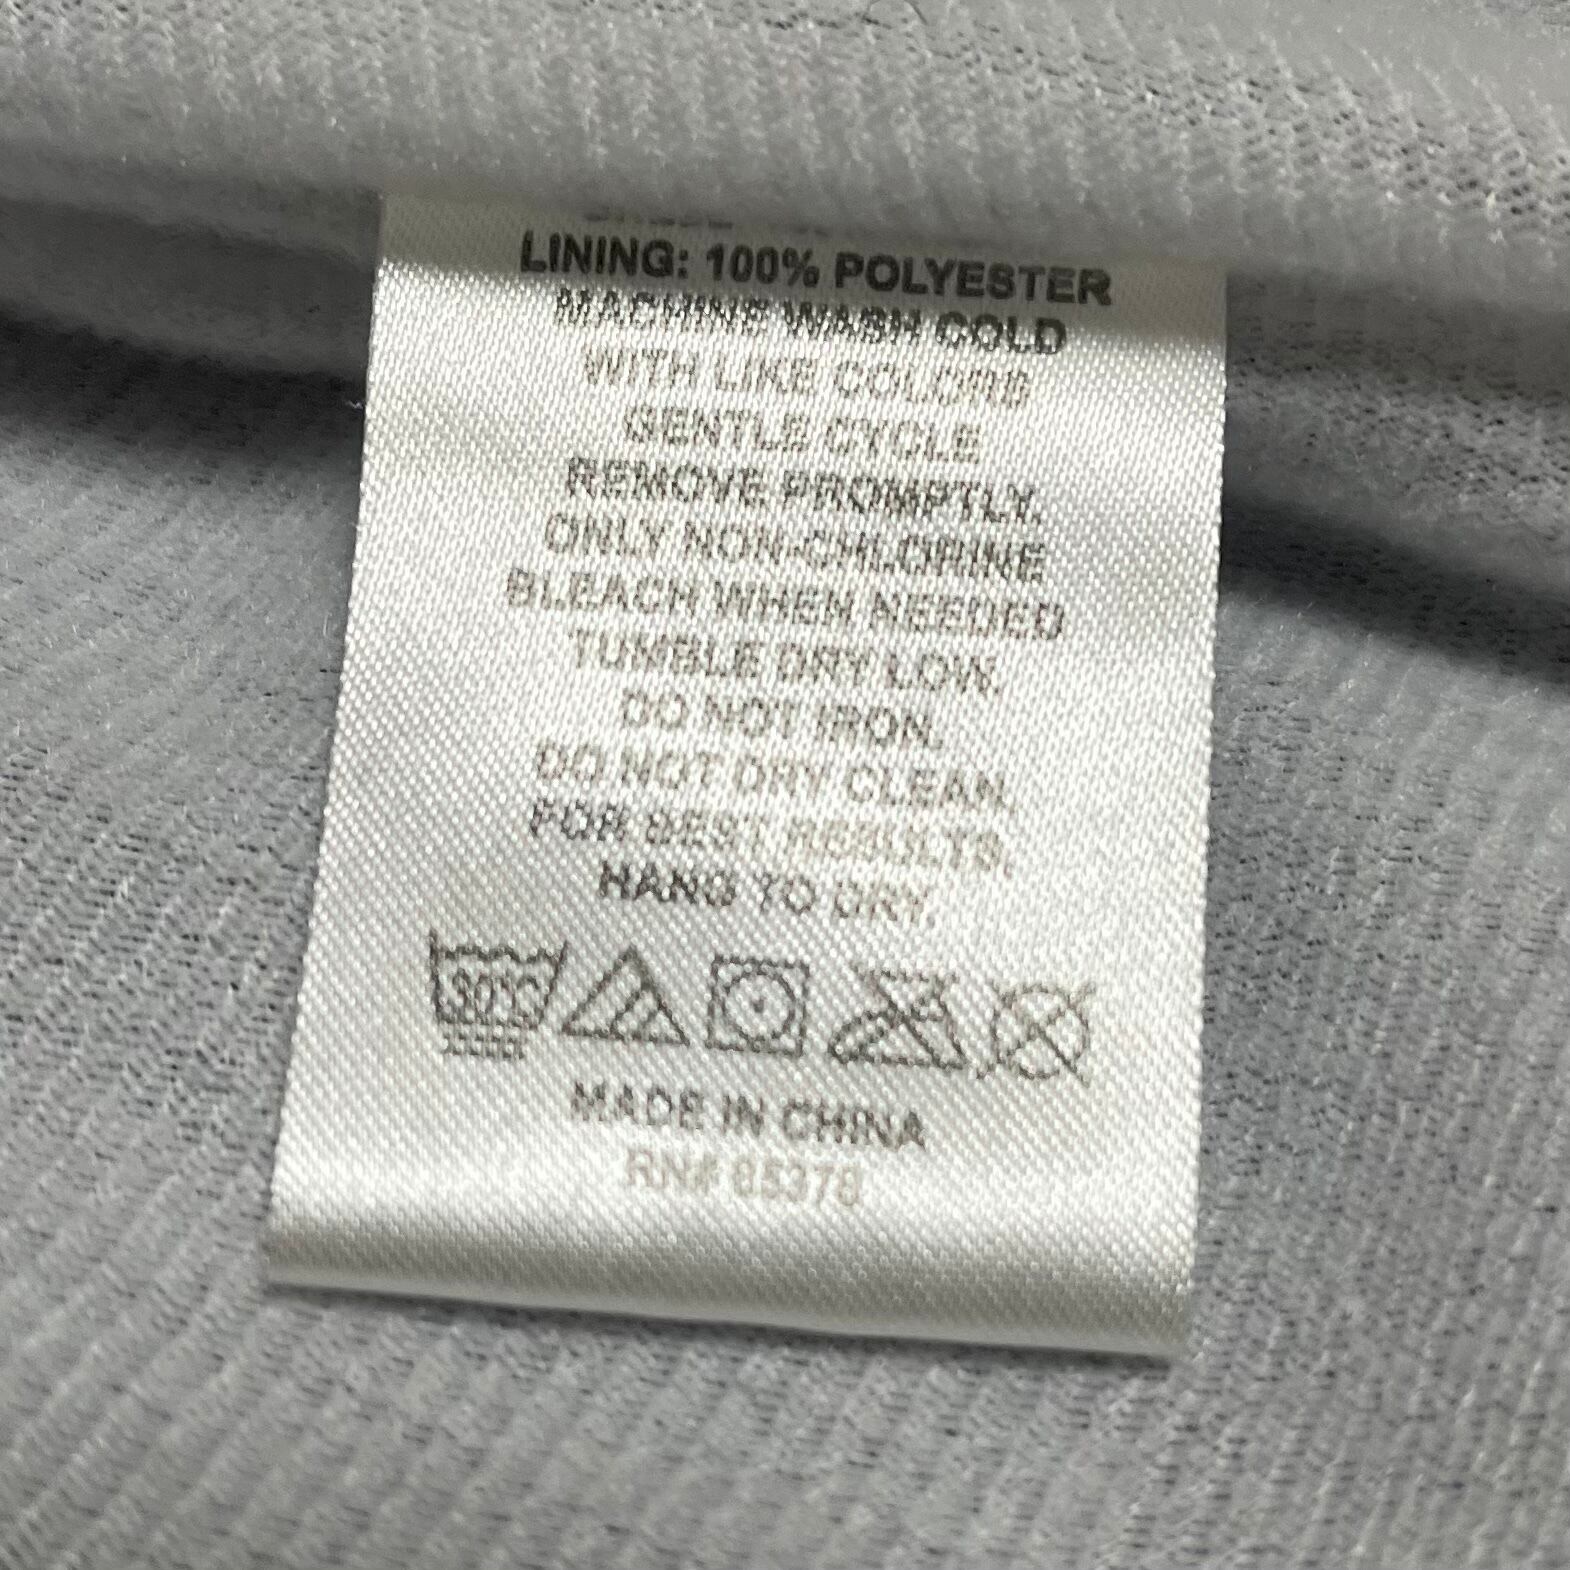 LINING: 100% POLYESTER
MACHINE WASH COLD
WITH LIKE COLORS
GENTLE CYCLE
REMOVE PROMPTLY.
ONLY NON-CHLORINE
BLEACH WHEN NEEDED
TUMBLE DRY LOW.
DO NOT IRON.
DO NOT DRY CLEAN.
FOR BEST RESULTS,
HANG TO DRY.
30°C
MADE IN CHINA
RN# 85378